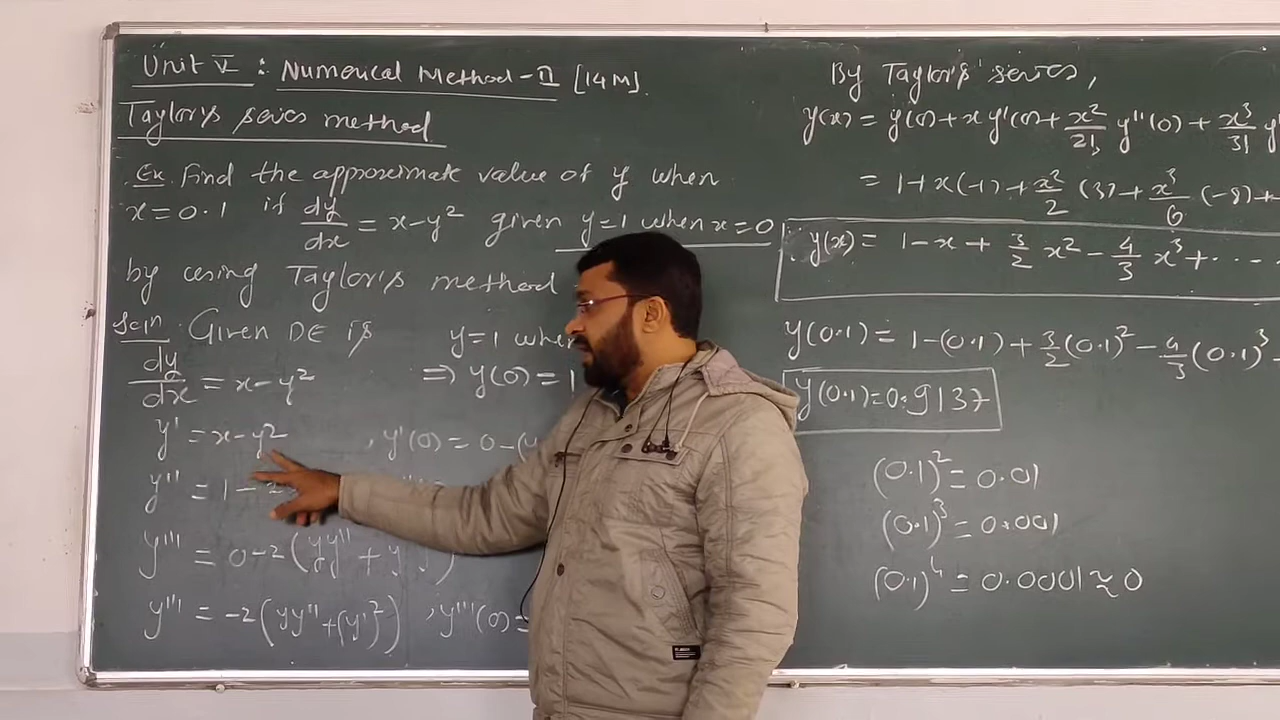 Unit V : Numerical Method-II [14M].
Taylor's series method
Ex. Find the approximate value of y when
x=0.1 if dy/dx = x-y² given y=1 when x=0
by using Taylor's method
Soln Given DE is
dy/dx = x-y²
y=1 when
⇒ y(0)=1
y' = x-y² , y'(0) = 0-(y
y'' = 1-2
y''' = 0-2(yy''+y
y''' = -2(yy''+(y')²) , y'''(0)=
By Taylor's series,
y(x) = y(0)+xy'(0)+x²/2! y''(0)+x³/3! y'
= 1+x(-1)+x²/2 (3)+x³/6 (-8)+
∴ y(x) = 1-x+3/2 x²-4/3 x³+....
y(0.1) = 1-(0.1)+3/2(0.1)²-4/3(0.1)³
y(0.1)=0.9137
(0.1)²=0.01
(0.1)³=0.001
(0.1)⁴=0.0001≈0